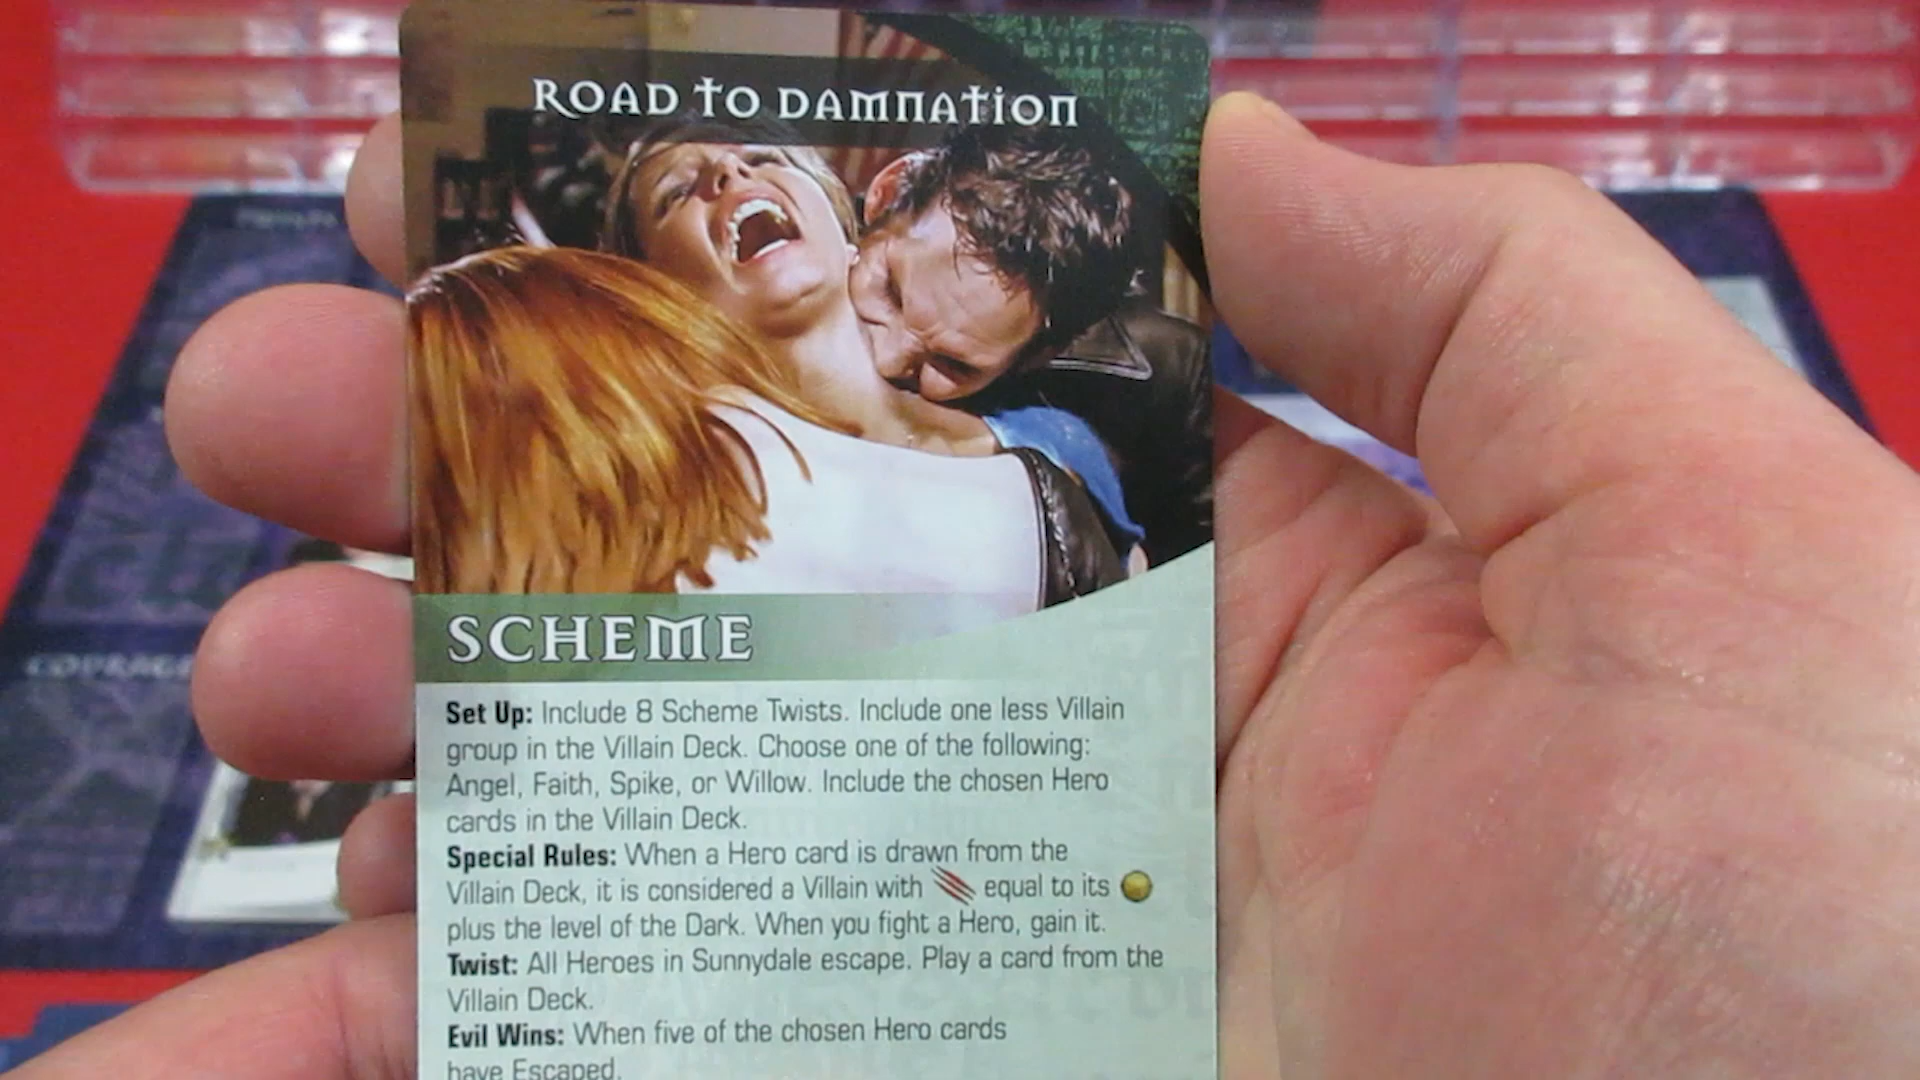 ROAD TO DAMNATION
SCHEME
Set Up: Include 8 Scheme Twists. Include one less Villain
group in the Villain Deck. Choose one of the following:
Angel, Faith, Spike, or Willow. Include the chosen Hero
cards in the Villain Deck.
Special Rules: When a Hero card is drawn from the
Villain Deck, it is considered a Villain with equal to its
plus the level of the Dark. When you fight a Hero, gain it.
Twist: All Heroes in Sunnydale escape. Play a card from the
Villain Deck.
Evil Wins: When five of the chosen Hero cards
have Escaped.
COURAGE